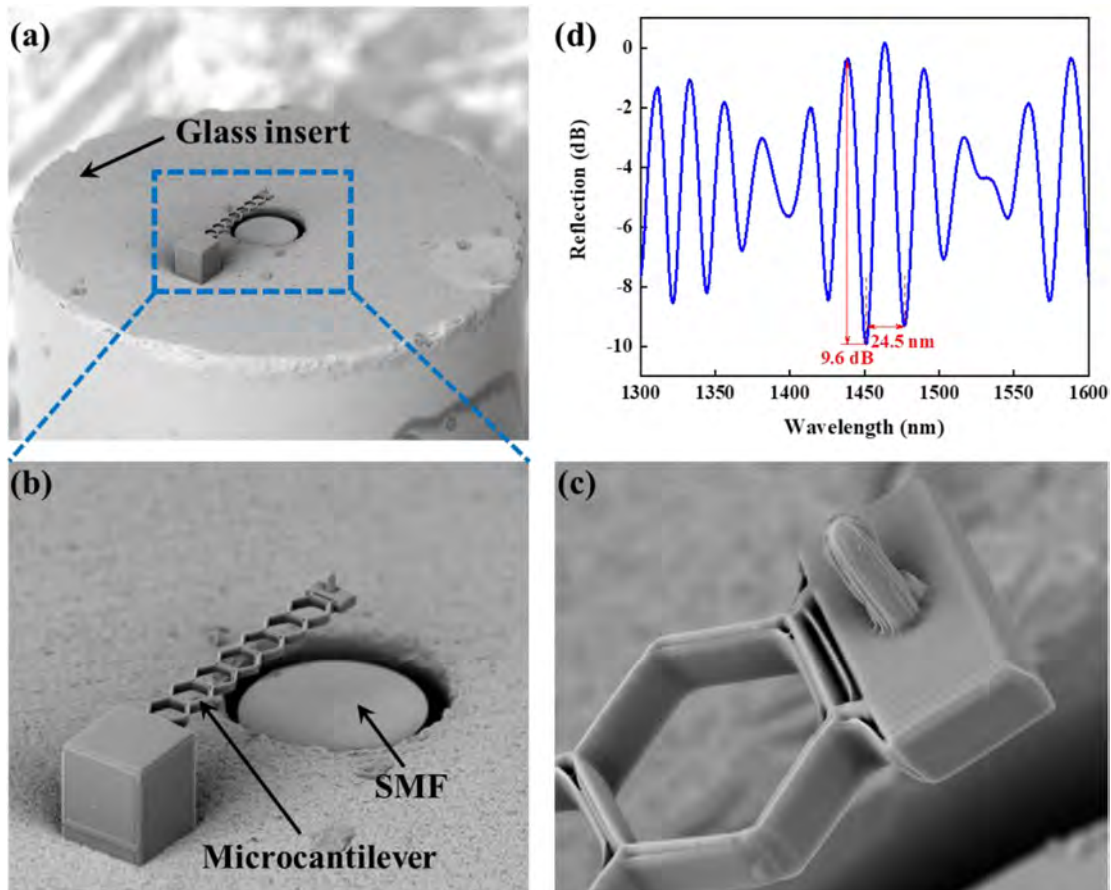 (a)
Glass insert
(b)
SMF
Microcantilever
(c)
(d)
0
-2
-4
-6
-8
-10
Reflection (dB)
9.6 dB
24.5 nm
1300 1350 1400 1450 1500 1550 1600
Wavelength (nm)